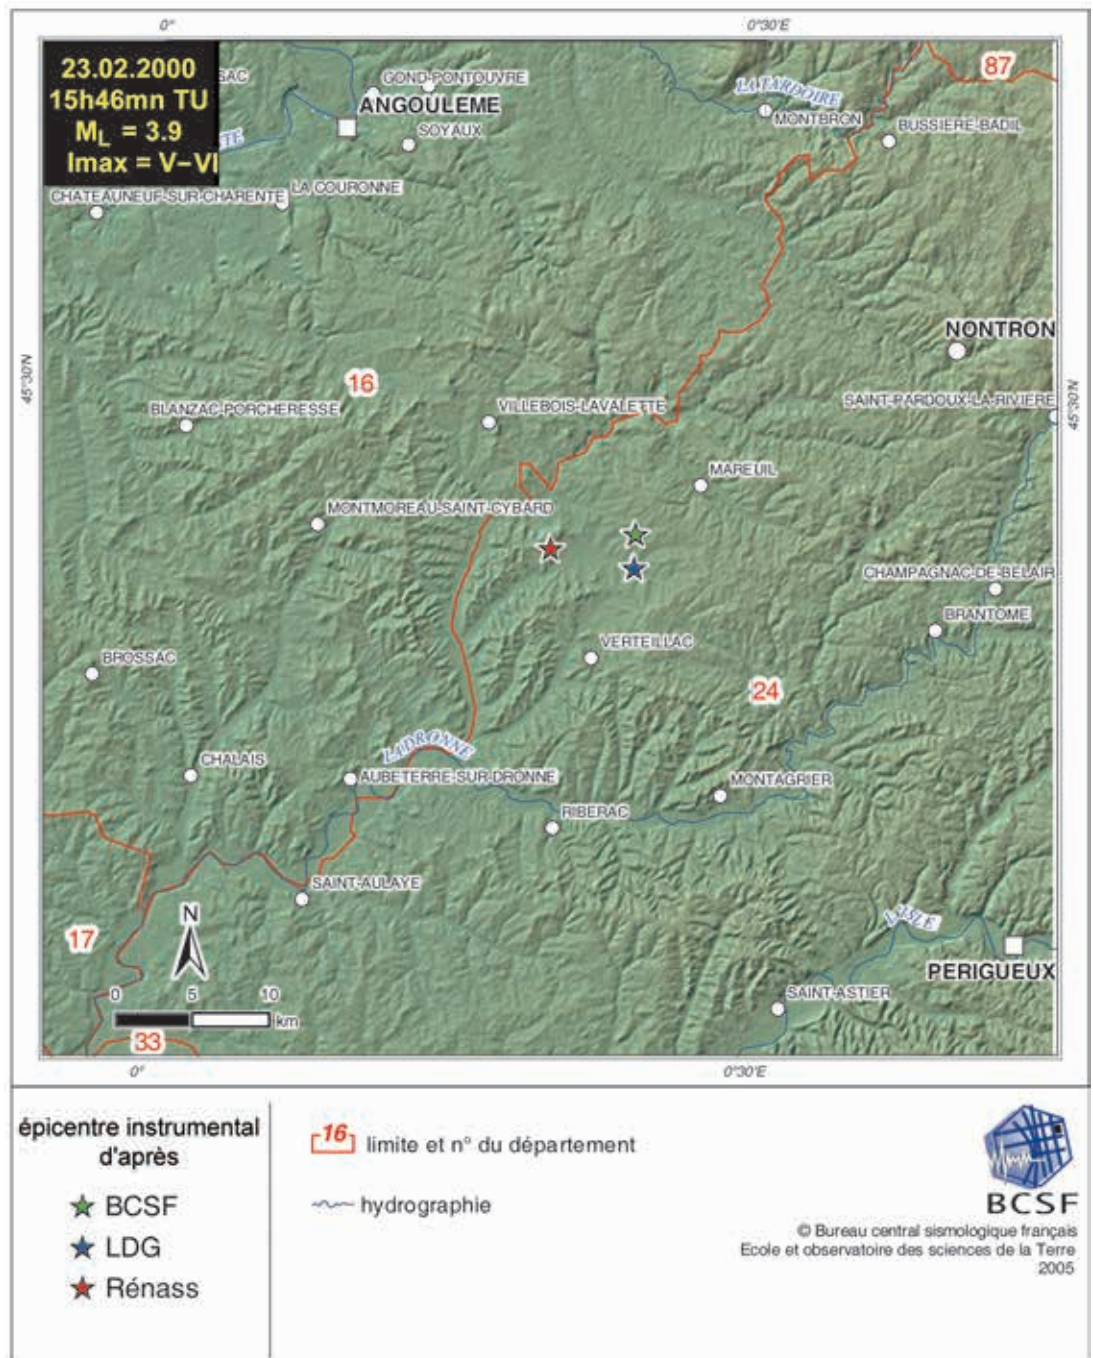 0°
0°30'E
23.02.2000
15h46mn TU
ML = 3.9
Imax = V–VI
SAC
GOND-PONTOUVRE
ANGOULEME
SOYAUX
TE
LA TARDOIRE
MONTBRON
87
BUSSIERE-BADIL
CHATEAUNEUF-SUR-CHARENTE
LA COURONNE
NONTRON
45°30'N
16
BLANZAC-PORCHERESSE
VILLEBOIS-LAVALETTE
SAINT-PARDOUX-LA-RIVIERE
45°30'N
MAREUIL
MONTMOREAU-SAINT-CYBARD
CHAMPAGNAC-DE-BELAIR
BRANTOME
VERTEILLAC
BROSSAC
24
LA DRONNE
CHALAIS
AUBETERRE-SUR-DRONNE
MONTAGRIER
RIBERAC
SAINT-AULAYE
N
17
L'ISLE
PERIGUEUX
SAINT-ASTIER
0 5 10
km
33
0°
0°30'E
épicentre instrumental
d'après
BCSF
LDG
Rénass
16 limite et n° du département
hydrographie
BCSF
© Bureau central sismologique français
Ecole et observatoire des sciences de la Terre
2005